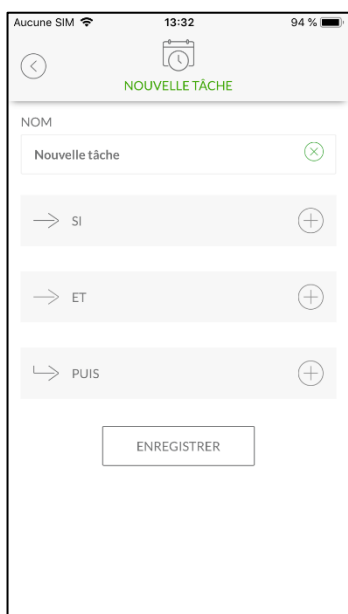 Aucune SIM 13:32 94 %
NOUVELLE TÂCHE
NOM
Nouvelle tâche
SI
ET
PUIS
ENREGISTRER